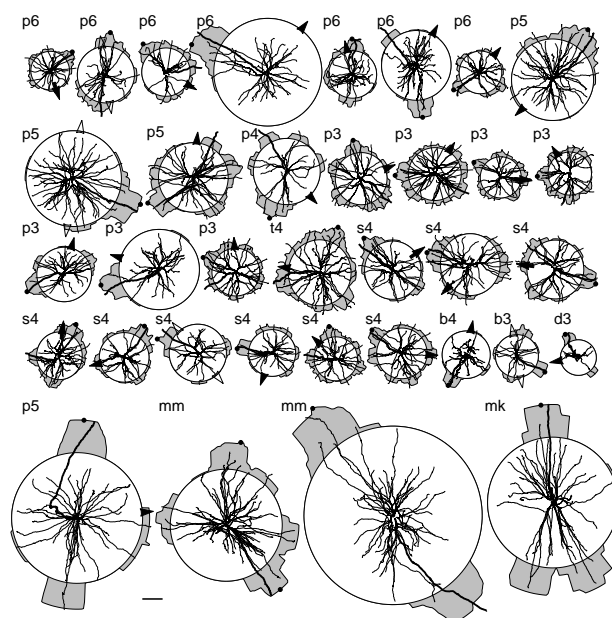 p6 p6 p6 p6 p6 p6 p6 p5
p5 p5 p4 p3 p3 p3 p3
p3 p3 p3 t4 s4 s4 s4
s4 s4 s4 s4 s4 s4 b4 b3 d3
p5 mm mm mk